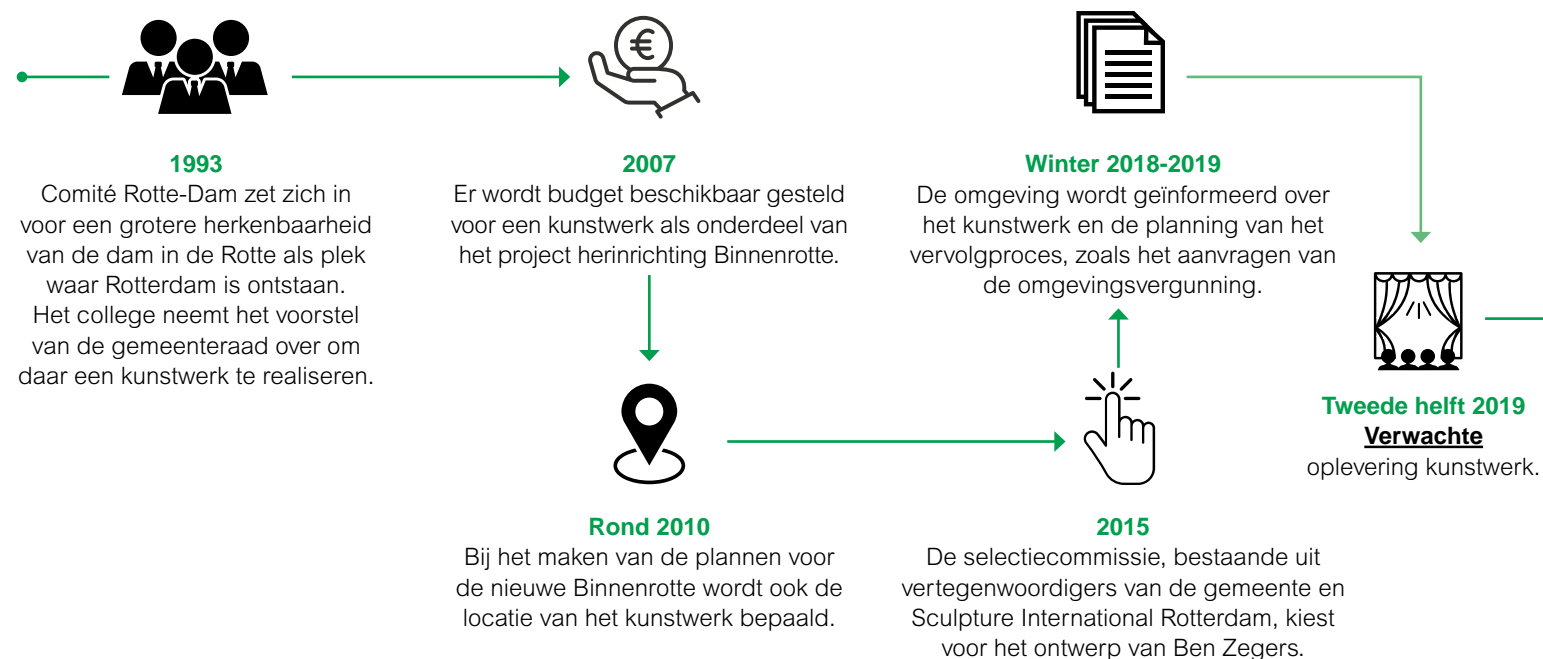 1993
Comité Rotte-Dam zet zich in
voor een grotere herkenbaarheid
van de dam in de Rotte als plek
waar Rotterdam is ontstaan.
Het college neemt het voorstel
van de gemeenteraad over om
daar een kunstwerk te realiseren.
€
2007
Er wordt budget beschikbaar gesteld
voor een kunstwerk als onderdeel van
het project herinrichting Binnenrotte.
Rond 2010
Bij het maken van de plannen voor
de nieuwe Binnenrotte wordt ook de
locatie van het kunstwerk bepaald.
2015
De selectiecommissie, bestaande uit
vertegenwoordigers van de gemeente en
Sculpture International Rotterdam, kiest
voor het ontwerp van Ben Zegers.
Winter 2018-2019
De omgeving wordt geïnformeerd over
het kunstwerk en de planning van het
vervolgproces, zoals het aanvragen van
de omgevingsvergunning.
Tweede helft 2019
Verwachte
oplevering kunstwerk.